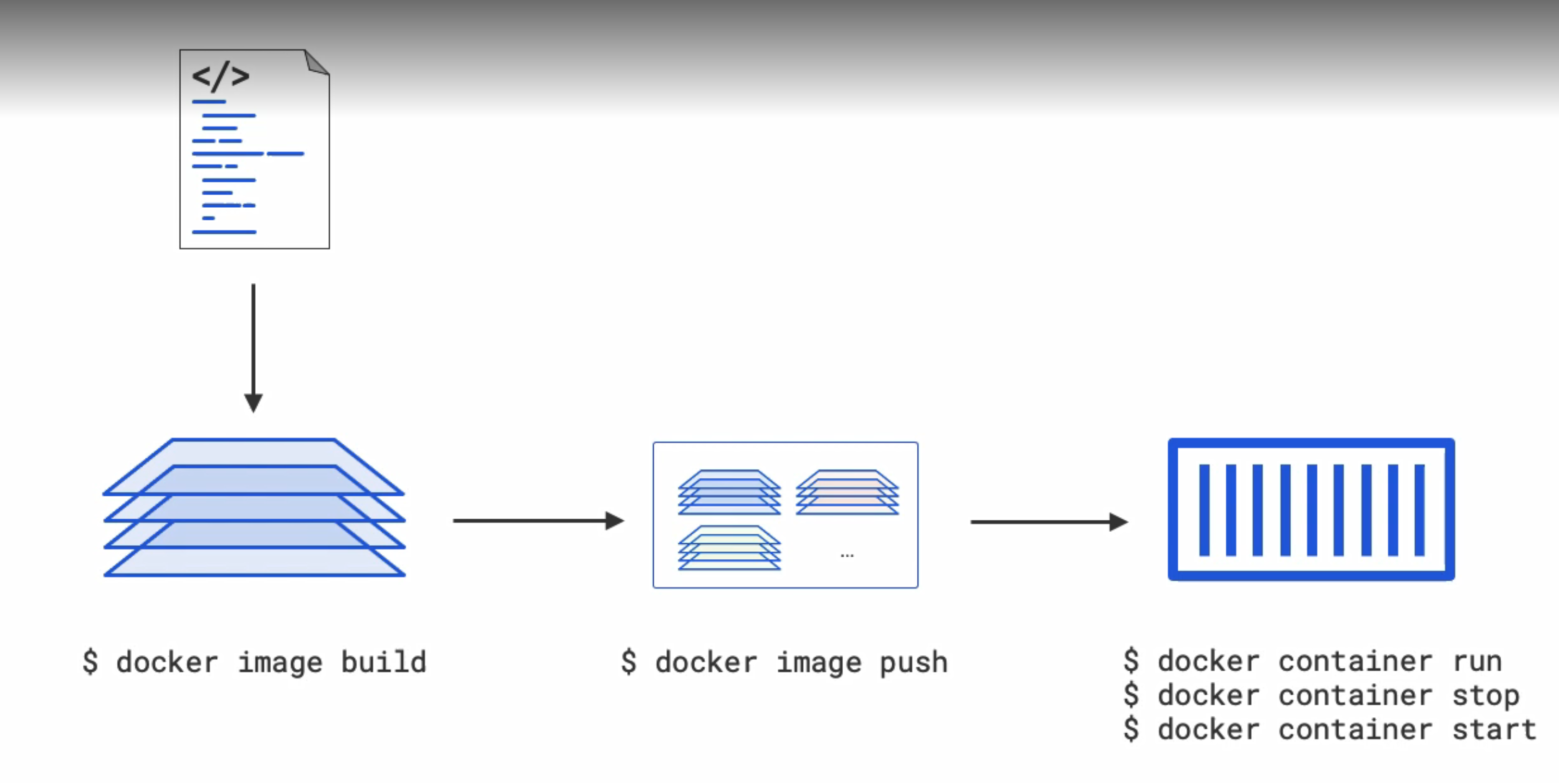 </>
$ docker image build
$ docker image push
...
$ docker container run
$ docker container stop
$ docker container start